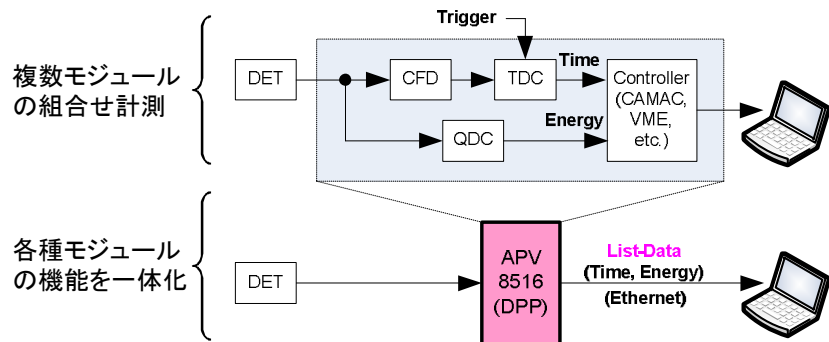 Trigger
複数モジュール
の組合せ計測
DET
CFD
TDC
Time
Controller
(CAMAC,
VME,
etc.)
QDC
Energy
各種モジュール
の機能を一体化
DET
APV
8516
(DPP)
List-Data
(Time, Energy)
(Ethernet)